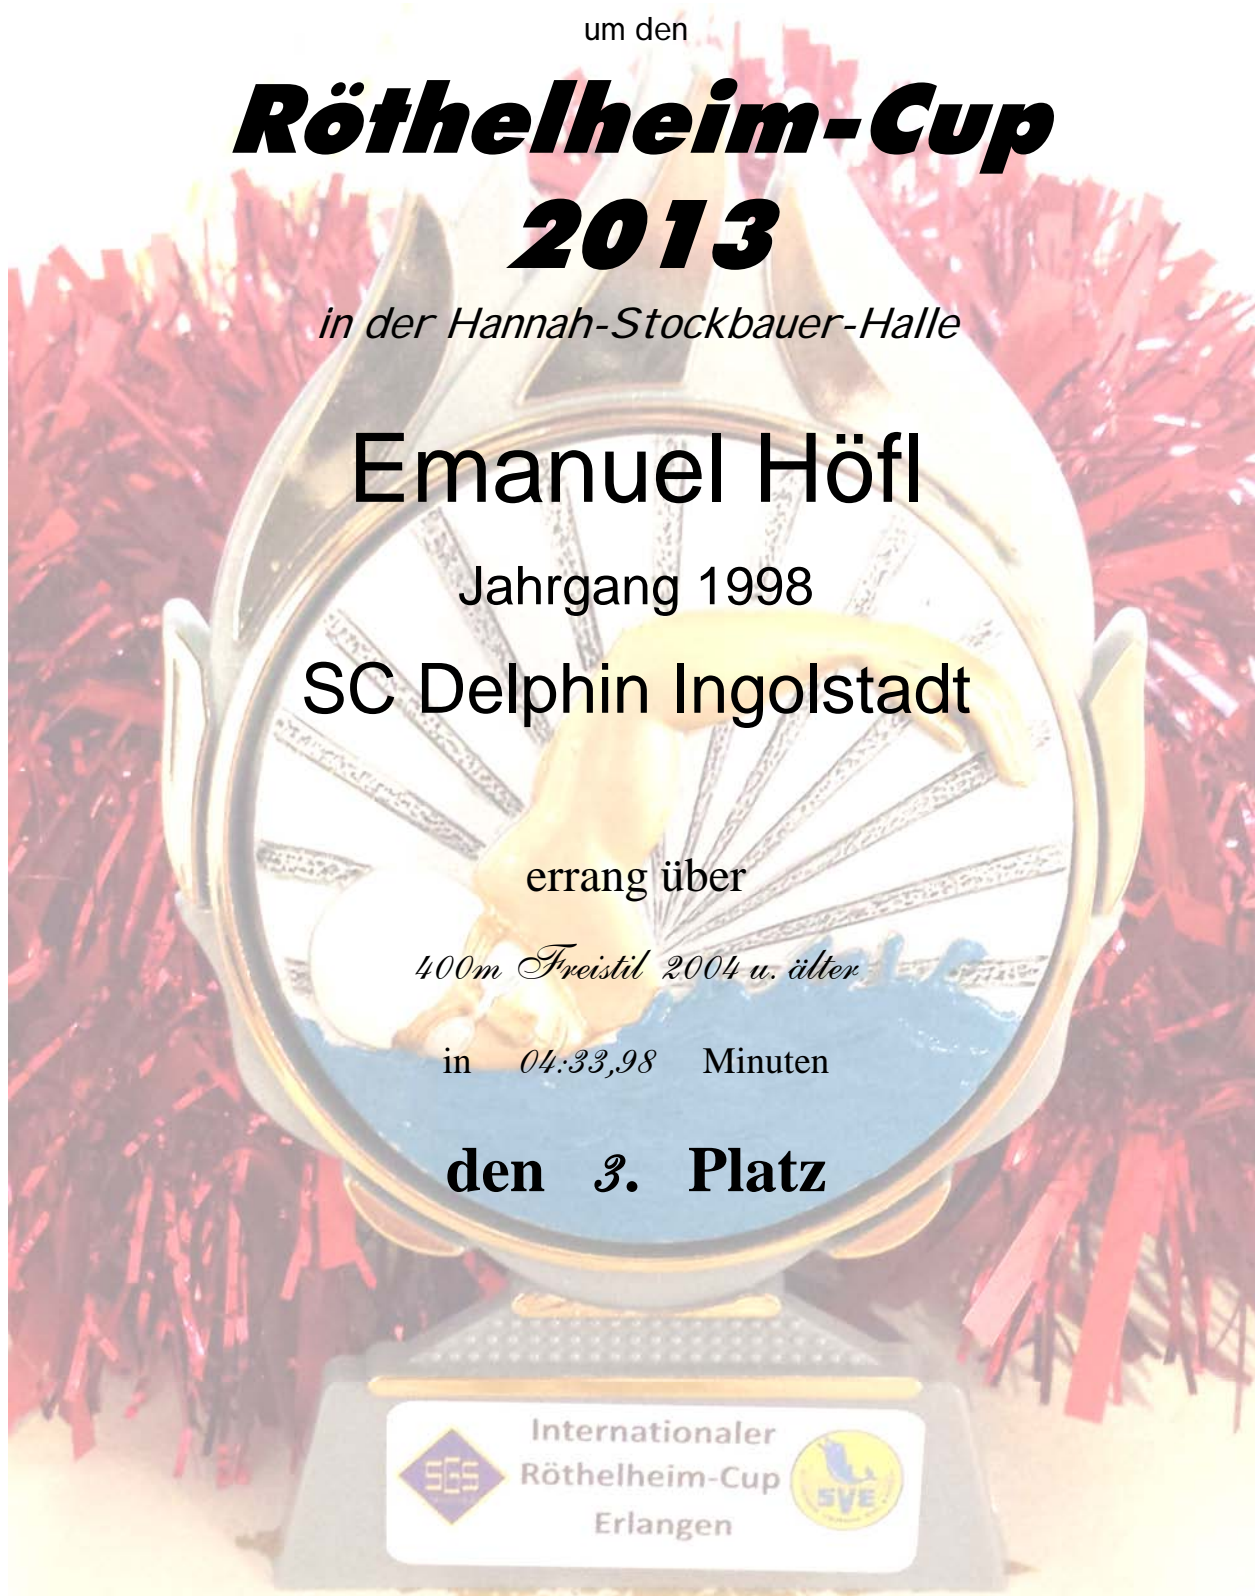 um den
Röthelheim-Cup
2013
in der Hannah-Stockbauer-Halle
Emanuel Höfl
Jahrgang 1998
SC Delphin Ingolstadt
errang über
400m Freistil 2004 u. älter
in 04:33,98 Minuten
den 3. Platz
Internationaler
Röthelheim-Cup
Erlangen
SGS
SVE